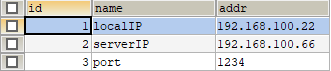 id name addr
1 localIP 192.168.100.22
2 serverIP 192.168.100.66
3 port 1234